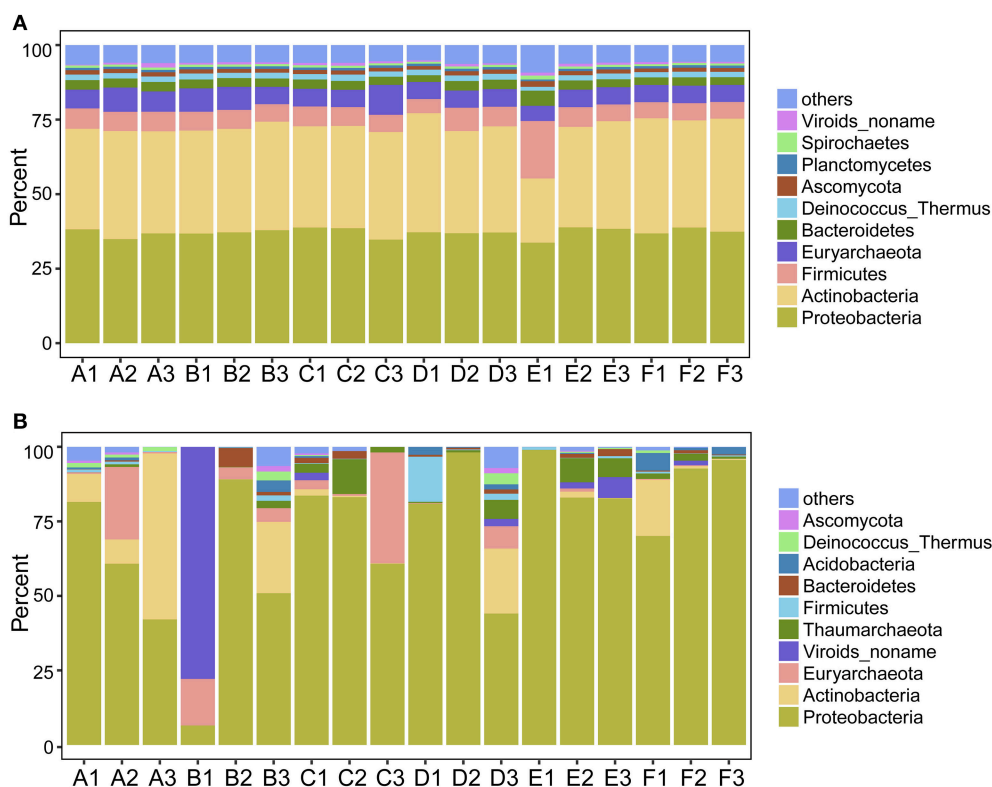 A
Percent
100
75
50
25
0
A1 A2 A3 B1 B2 B3 C1 C2 C3 D1 D2 D3 E1 E2 E3 F1 F2 F3
others
Viroids_noname
Spirochaetes
Planctomycetes
Ascomycota
Deinococcus_Thermus
Bacteroidetes
Euryarchaeota
Firmicutes
Actinobacteria
Proteobacteria
B
Percent
100
75
50
25
0
A1 A2 A3 B1 B2 B3 C1 C2 C3 D1 D2 D3 E1 E2 E3 F1 F2 F3
others
Ascomycota
Deinococcus_Thermus
Acidobacteria
Bacteroidetes
Firmicutes
Thaumarchaeota
Viroids_noname
Euryarchaeota
Actinobacteria
Proteobacteria